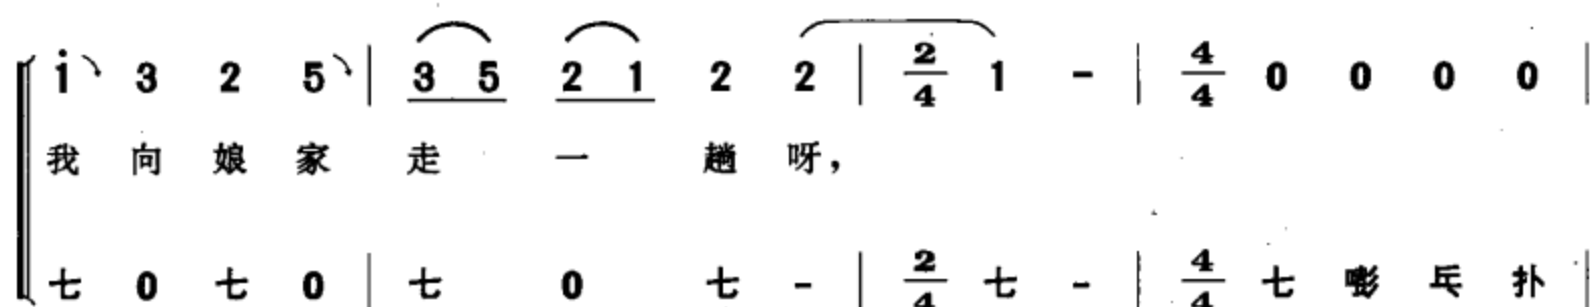 i 3 2 5 | 3 5 2 1 2 2 | 2/4 1 - | 4/4 0 0 0 0 |
我 向 娘 家 走 一 趟 呀，
七 0 七 0 | 七 0 七 - | 2/4 七 - | 4/4 七 嘭 乓 扑 |